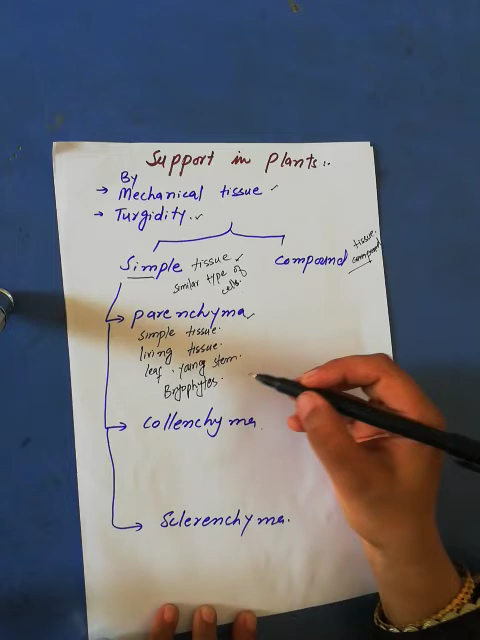 Support in Plants:.
By
→ Mechanical tissue ✓
→ Turgidity. ✓
Simple tissue ✓
similar type of
cells.
compound tissue.
compound
parenchyma ✓
simple tissue.
living tissue.
leaf. young stem.
Bryophytes.
collenchyma.
Sclerenchyma.